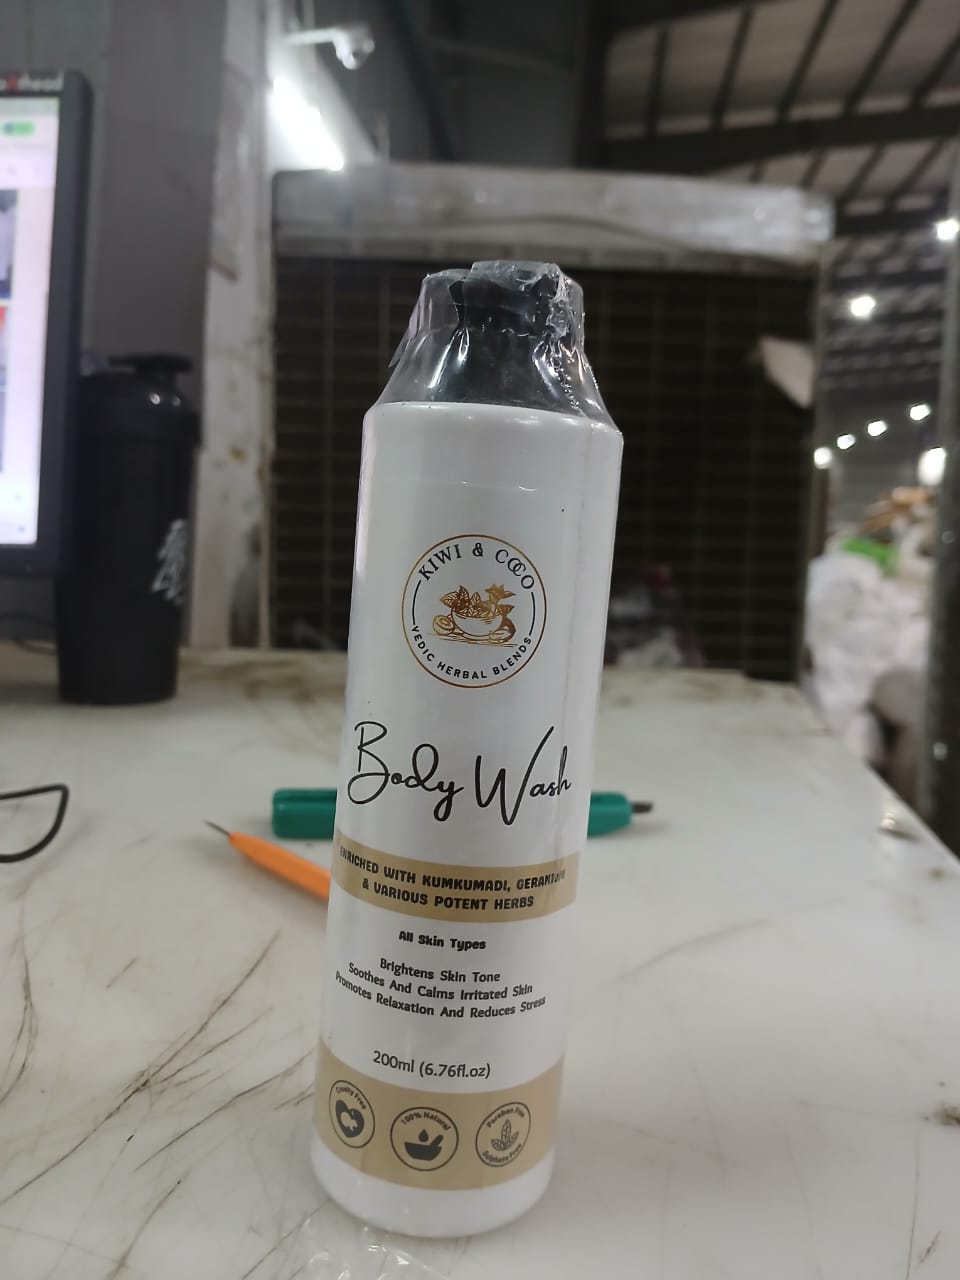 KIWI & COCO
VEDIC HERBAL BLENDS
Body Wash
ENRICHED WITH KUMKUMADI, GERANIUM
& VARIOUS POTENT HERBS
All Skin Types
Brightens Skin Tone
Soothes And Calms Irritated Skin
Promotes Relaxation And Reduces Stress
200ml (6.76fl.oz)
Cruelty Free
100% Natural
Paraben Free
Sulphate Free